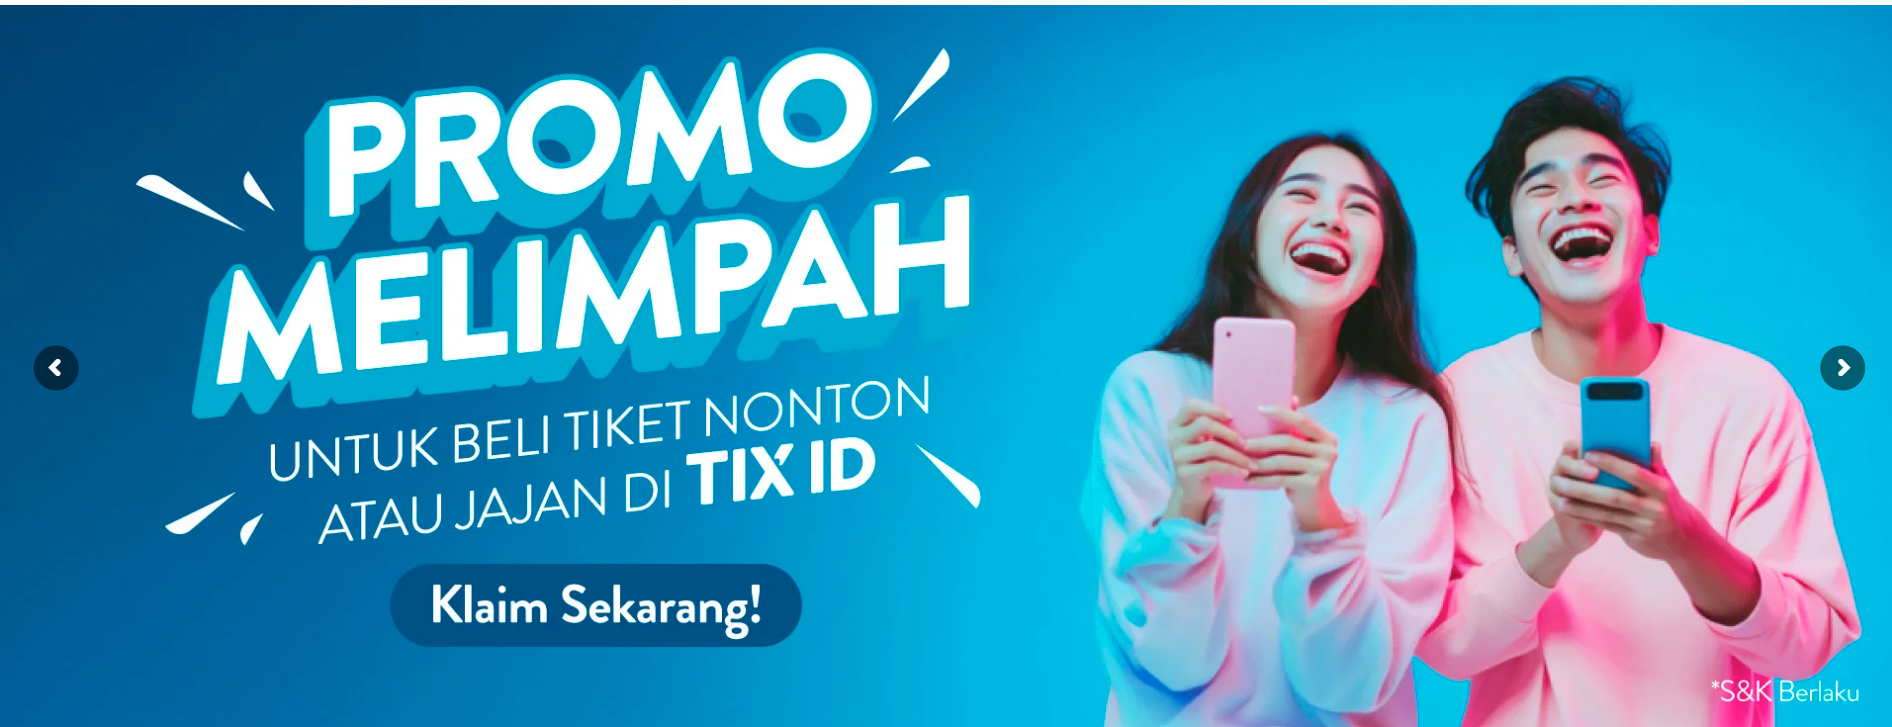 PROMO
MELIMPAH
UNTUK BELI TIKET NONTON
ATAU JAJAN DI TIX ID
Klaim Sekarang!
*S&K Berlaku